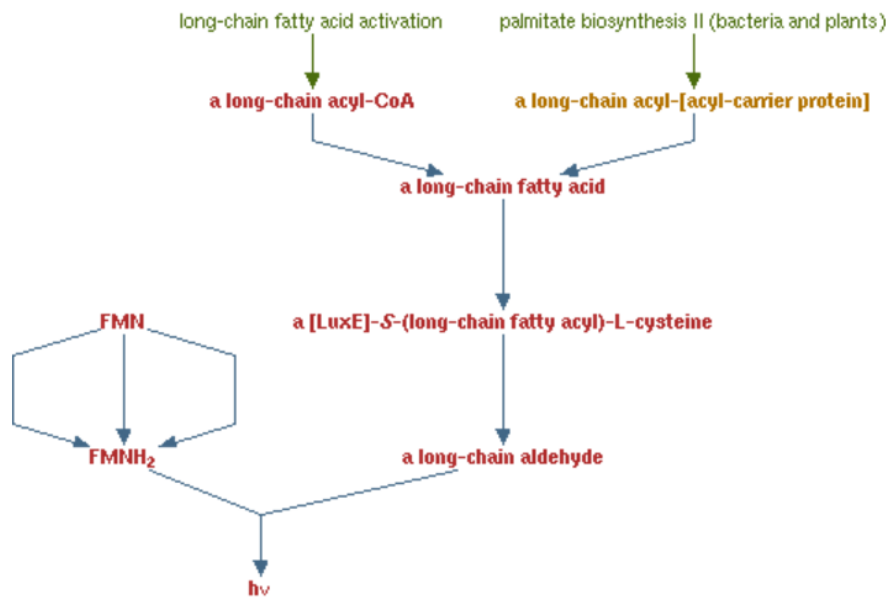 long-chain fatty acid activation
palmitate biosynthesis II (bacteria and plants)
a long-chain acyl-CoA
a long-chain acyl-[acyl-carrier protein]
a long-chain fatty acid
FMN
a [LuxE]-S-(long-chain fatty acyl)-L-cysteine
FMNH₂
a long-chain aldehyde
hν